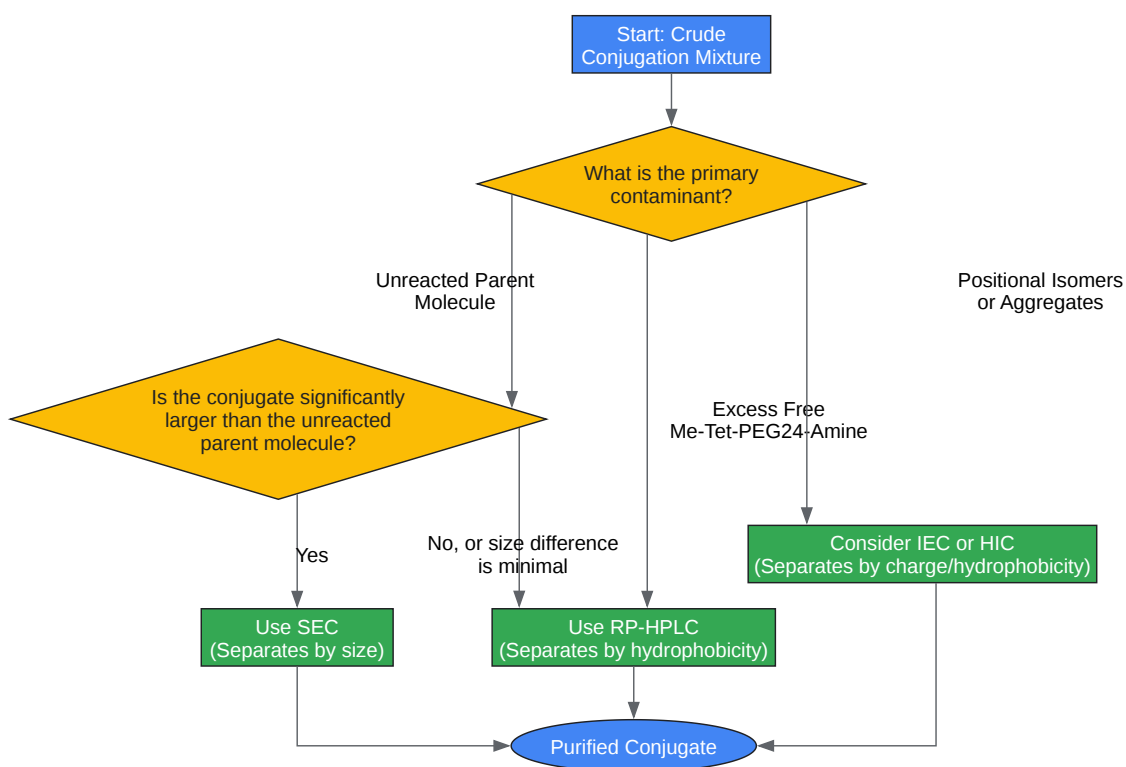 Start: Crude
Conjugation Mixture
What is the primary
contaminant?
Unreacted Parent
Molecule
Positional Isomers
or Aggregates
Is the conjugate significantly
larger than the unreacted
parent molecule?
Excess Free
Me-Tet-PEG24-Amine
Yes
No, or size difference
is minimal
Consider IEC or HIC
(Separates by charge/hydrophobicity)
Use SEC
(Separates by size)
Use RP-HPLC
(Separates by hydrophobicity)
Purified Conjugate